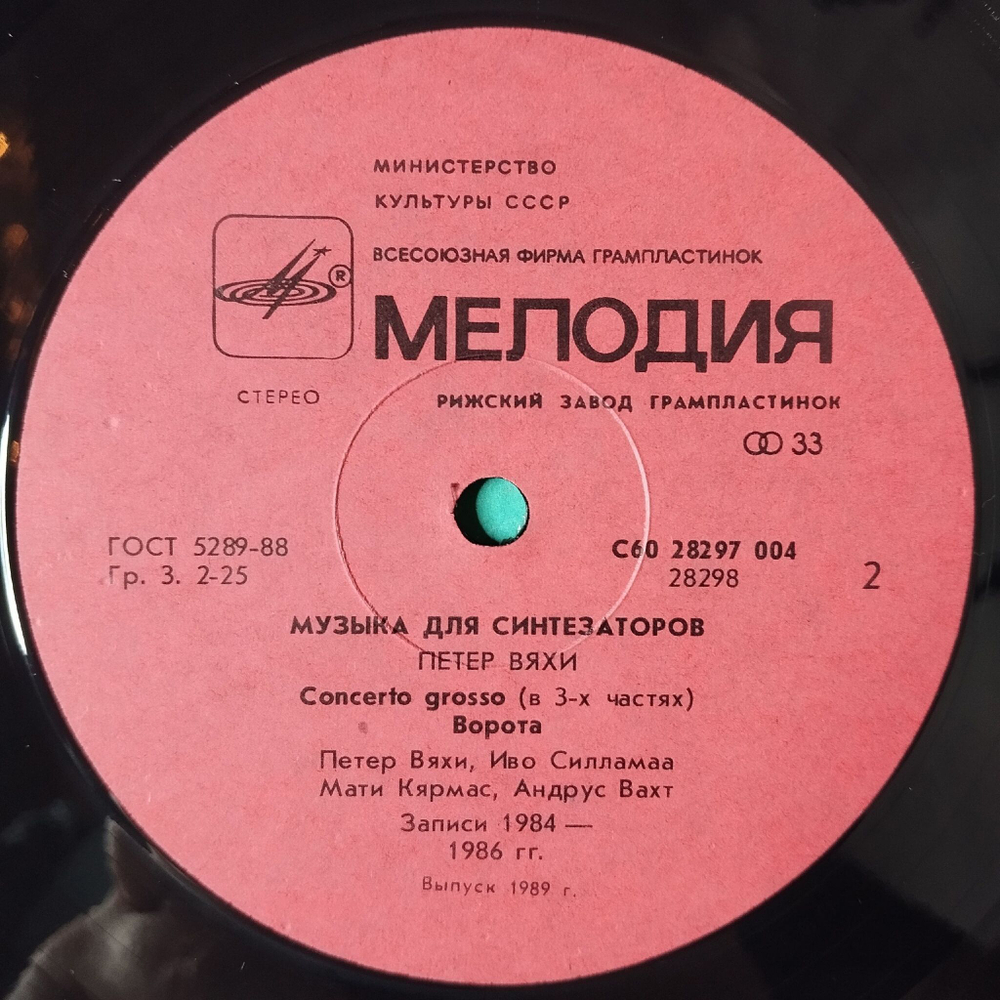 МИНИСТЕРСТВО
КУЛЬТУРЫ СССР
ВСЕСОЮЗНАЯ ФИРМА ГРАМПЛАСТИНОК
®
МЕЛОДИЯ
СТЕРЕО
РИЖСКИЙ ЗАВОД ГРАМПЛАСТИНОК
33
ГОСТ 5289-88
Гр. 3. 2-25
С60 28297 004
28298
2
МУЗЫКА ДЛЯ СИНТЕЗАТОРОВ
ПЕТЕР ВЯХИ
Concerto grosso (в 3-х частях)
Ворота
Петер Вяхи, Иво Силламаа
Мати Кярмас, Андрус Вахт
Записи 1984 —
1986 гг.
Выпуск 1989 г.